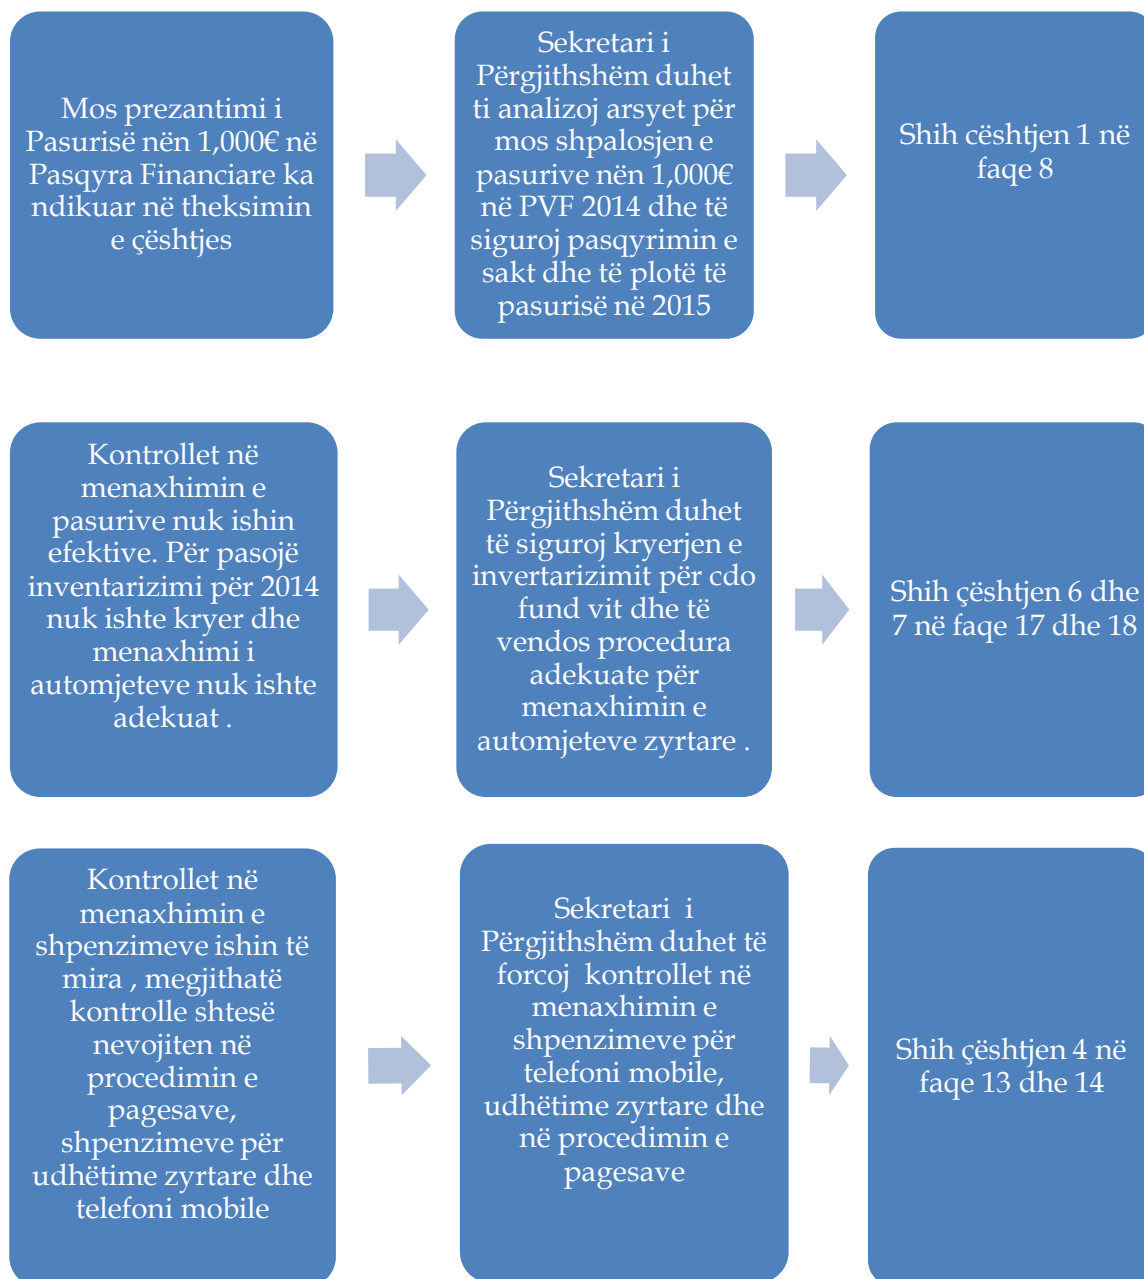 Mos prezantimi i
Pasurisë nën 1,000€ në
Pasqyra Financiare ka
ndikuar në theksimin
e çështjes
Sekretari i
Përgjithshëm duhet
ti analizoj arsyet për
mos shpalosjen e
pasurive nën 1,000€
në PVF 2014 dhe të
siguroj pasqyrimin e
sakt dhe të plotë të
pasurisë në 2015
Shih cështjen 1 në
faqe 8
Kontrollet në
menaxhimin e
pasurive nuk ishin
efektive. Për pasojë
inventarizimi për 2014
nuk ishte kryer dhe
menaxhimi i
automjeteve nuk ishte
adekuat .
Sekretari i
Përgjithshëm duhet
të siguroj kryerjen e
invertarizimit për cdo
fund vit dhe të
vendos procedura
adekuate për
menaxhimin e
automjeteve zyrtare .
Shih çështjen 6 dhe
7 në faqe 17 dhe 18
Kontrollet në
menaxhimin e
shpenzimeve ishin të
mira , megjithatë
kontrolle shtesë
nevojiten në
procedimin e
pagesave,
shpenzimeve për
udhëtime zyrtare dhe
telefoni mobile
Sekretari i
Përgjithshëm duhet të
forcoj kontrollet në
menaxhimin e
shpenzimeve për
telefoni mobile,
udhëtime zyrtare dhe
në procedimin e
pagesave
Shih çështjen 4 në
faqe 13 dhe 14